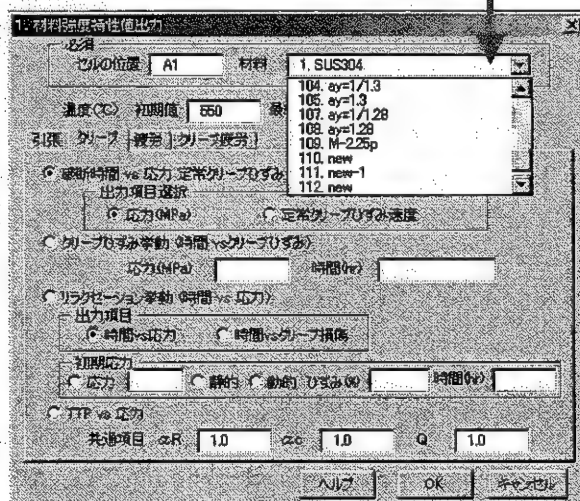 1: 材料強度特性値出力
必須
セルの位置 A1 材料 1, SUS304
温度(℃) 初期値 550 最
104. ay=1/1.3
105. ay=1.3
107. ay=1/1.28
108. ay=1.28
109. M-2.25p
110. new
111. new-1
112. new
引張 クリープ 疲労 クリープ疲労
破断時間 vs 応力 定常クリープひずみ
出力項目選択
応力(MPa) 定常クリープひずみ速度
クリープひずみ挙動 (時間 vsクリープひずみ)
応力(MPa) 時間(hr)
リラクゼーション挙動 (時間 vs 応力)
出力項目
時間vs応力 時間vsクリープ損傷
初期応力
応力 静的 動的 ひずみ(%) 時間(hr)
TTP vs 応力
共通項目 αR 1.0 αc 1.0 Q 1.0
ヘルプ OK キャンセル